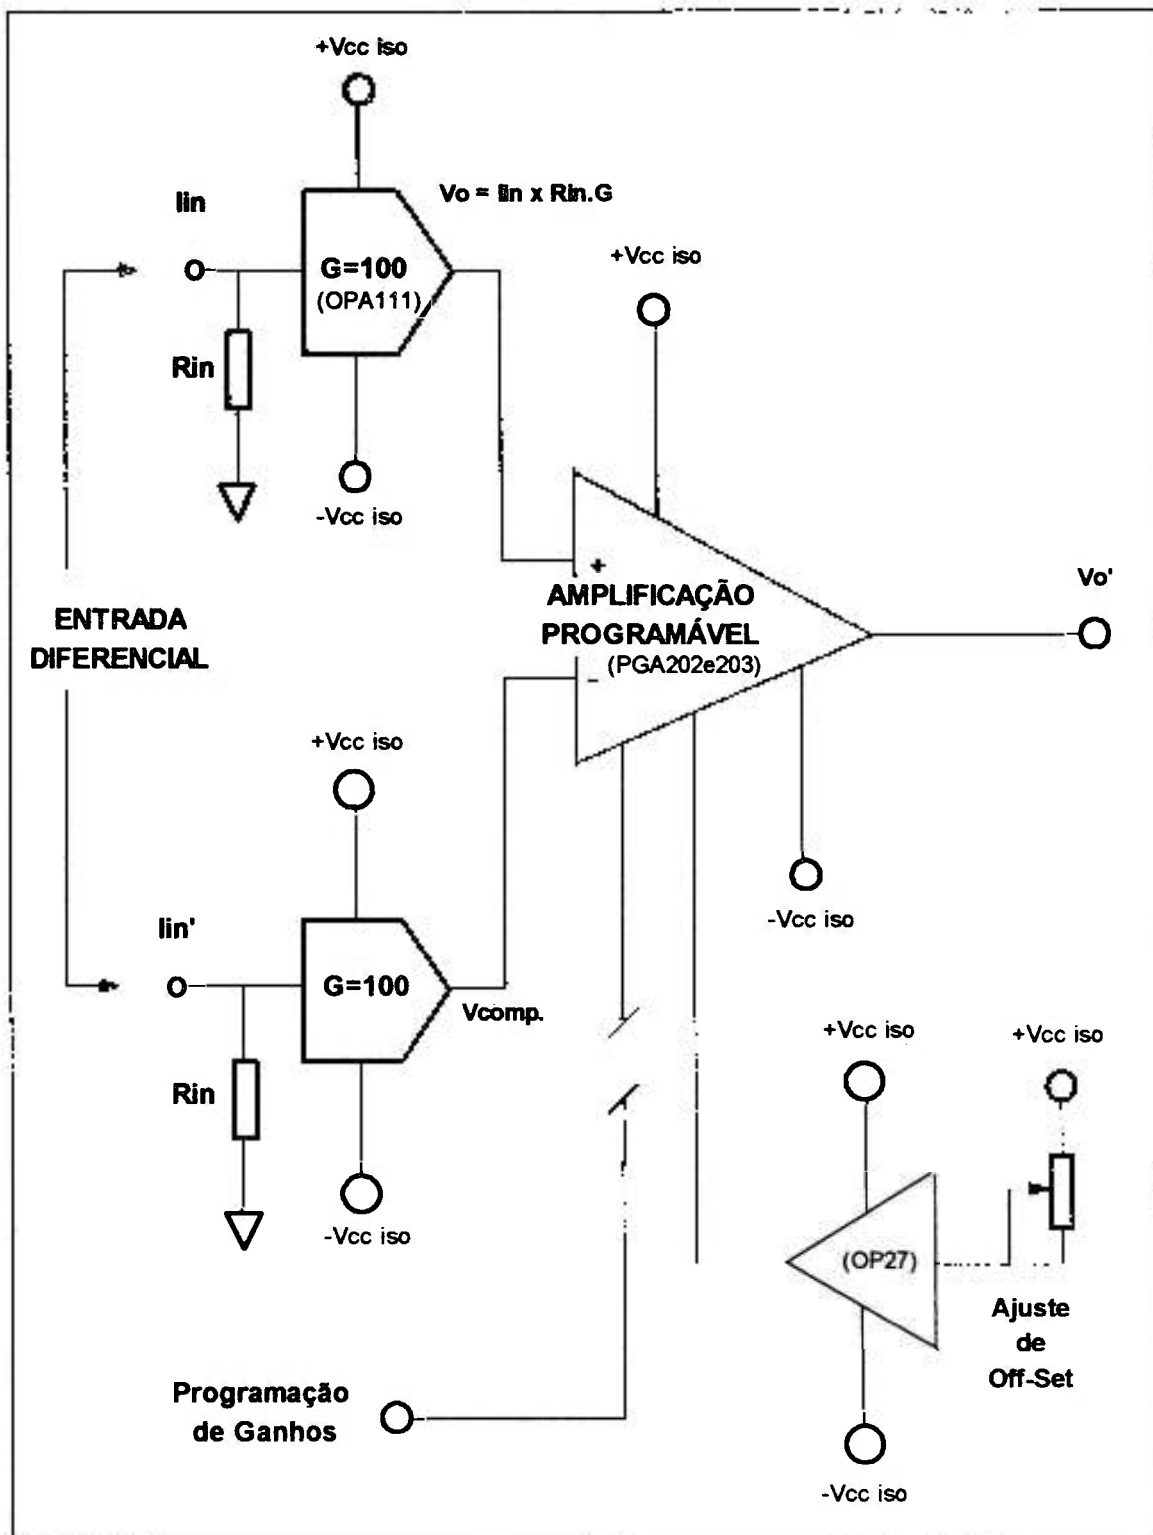 +Vcc iso
Iin
Vo = Iin x Rin.G
G=100
(OPA111)
+Vcc iso
Rin
-Vcc iso
+
Vo'
AMPLIFICAÇÃO
PROGRAMÁVEL
(PGA202e203)
-
ENTRADA
DIFERENCIAL
+Vcc iso
-Vcc iso
Iin'
G=100
Vcomp.
+Vcc iso
+Vcc iso
Rin
-Vcc iso
(OP27)
Ajuste
de
Off-Set
Programação
de Ganhos
-Vcc iso